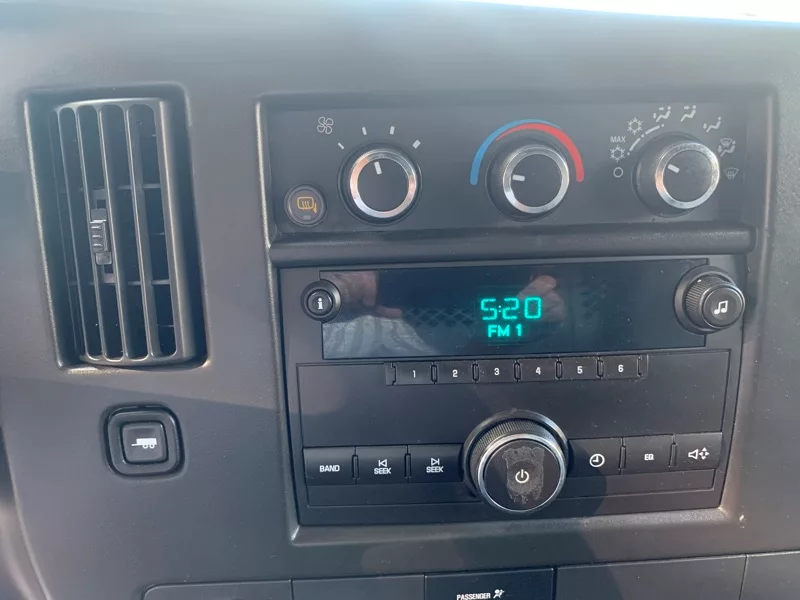 MAX
5:20
FM 1
1 2 3 4 5 6
BAND SEEK SEEK EQ
PASSENGER